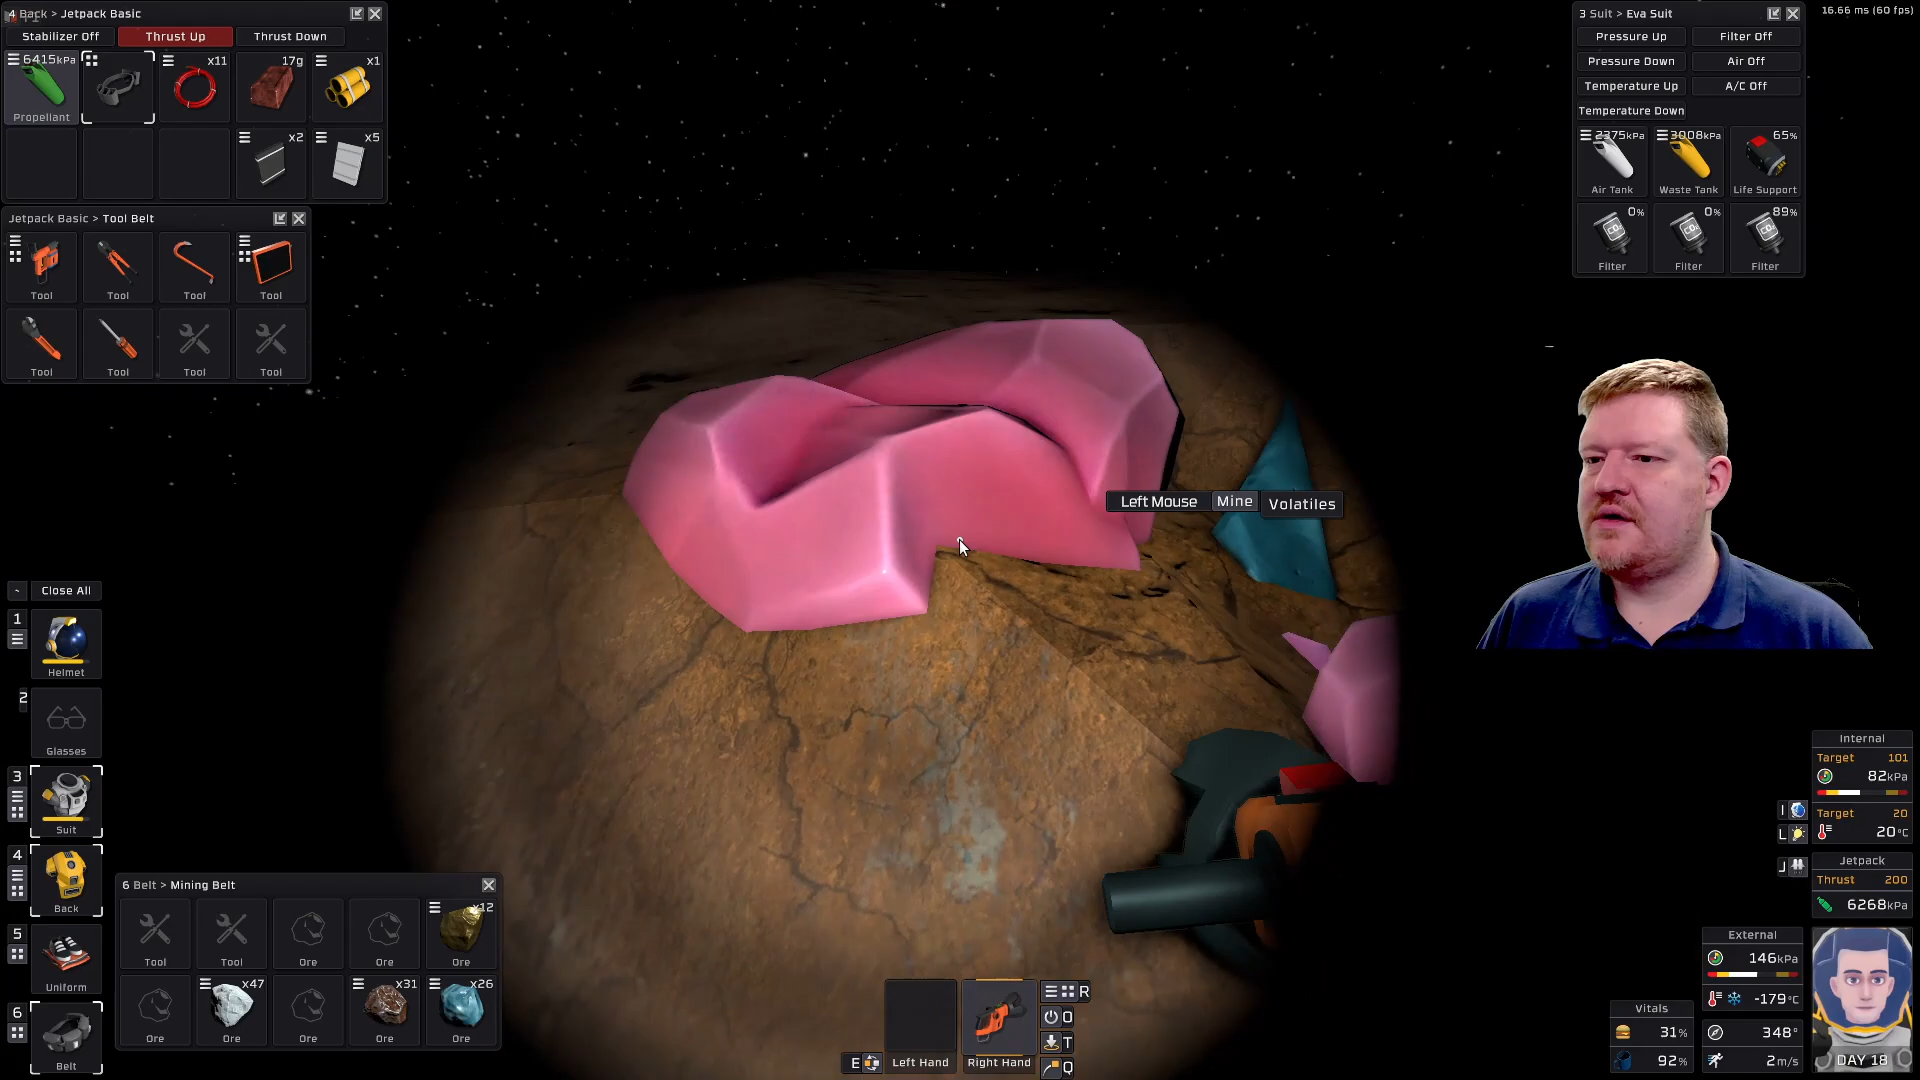 4 Back > Jetpack Basic
Stabilizer Off Thrust Up Thrust Down
6415kPa x11 17g x1
Propellant
x2 x5
Jetpack Basic > Tool Belt
Tool Tool Tool Tool
Tool Tool Tool Tool
3 Suit > Eva Suit
16.66 ms (60 fps)
Pressure Up Filter Off
Pressure Down Air Off
Temperature Up A/C Off
Temperature Down
2375kPa 3008kPa 65%
Air Tank Waste Tank Life Support
0% 0% 89%
Filter Filter Filter
Left Mouse Mine Volatiles
~ Close All
1
Helmet
2
Glasses
3
Suit
4
Back
5
Uniform
6
Belt
6 Belt > Mining Belt
x12
Tool Tool Ore Ore Ore
x47 x31 x26
Ore Ore Ore Ore Ore
R
O
T
E Left Hand Right Hand Q
Internal
Target 101
82kPa
I
Target 20
L 20°C
J
Jetpack
Thrust 200
6268kPa
External
146kPa
-179°C
Vitals
31% 348°
92% 2m/s
DAY 18